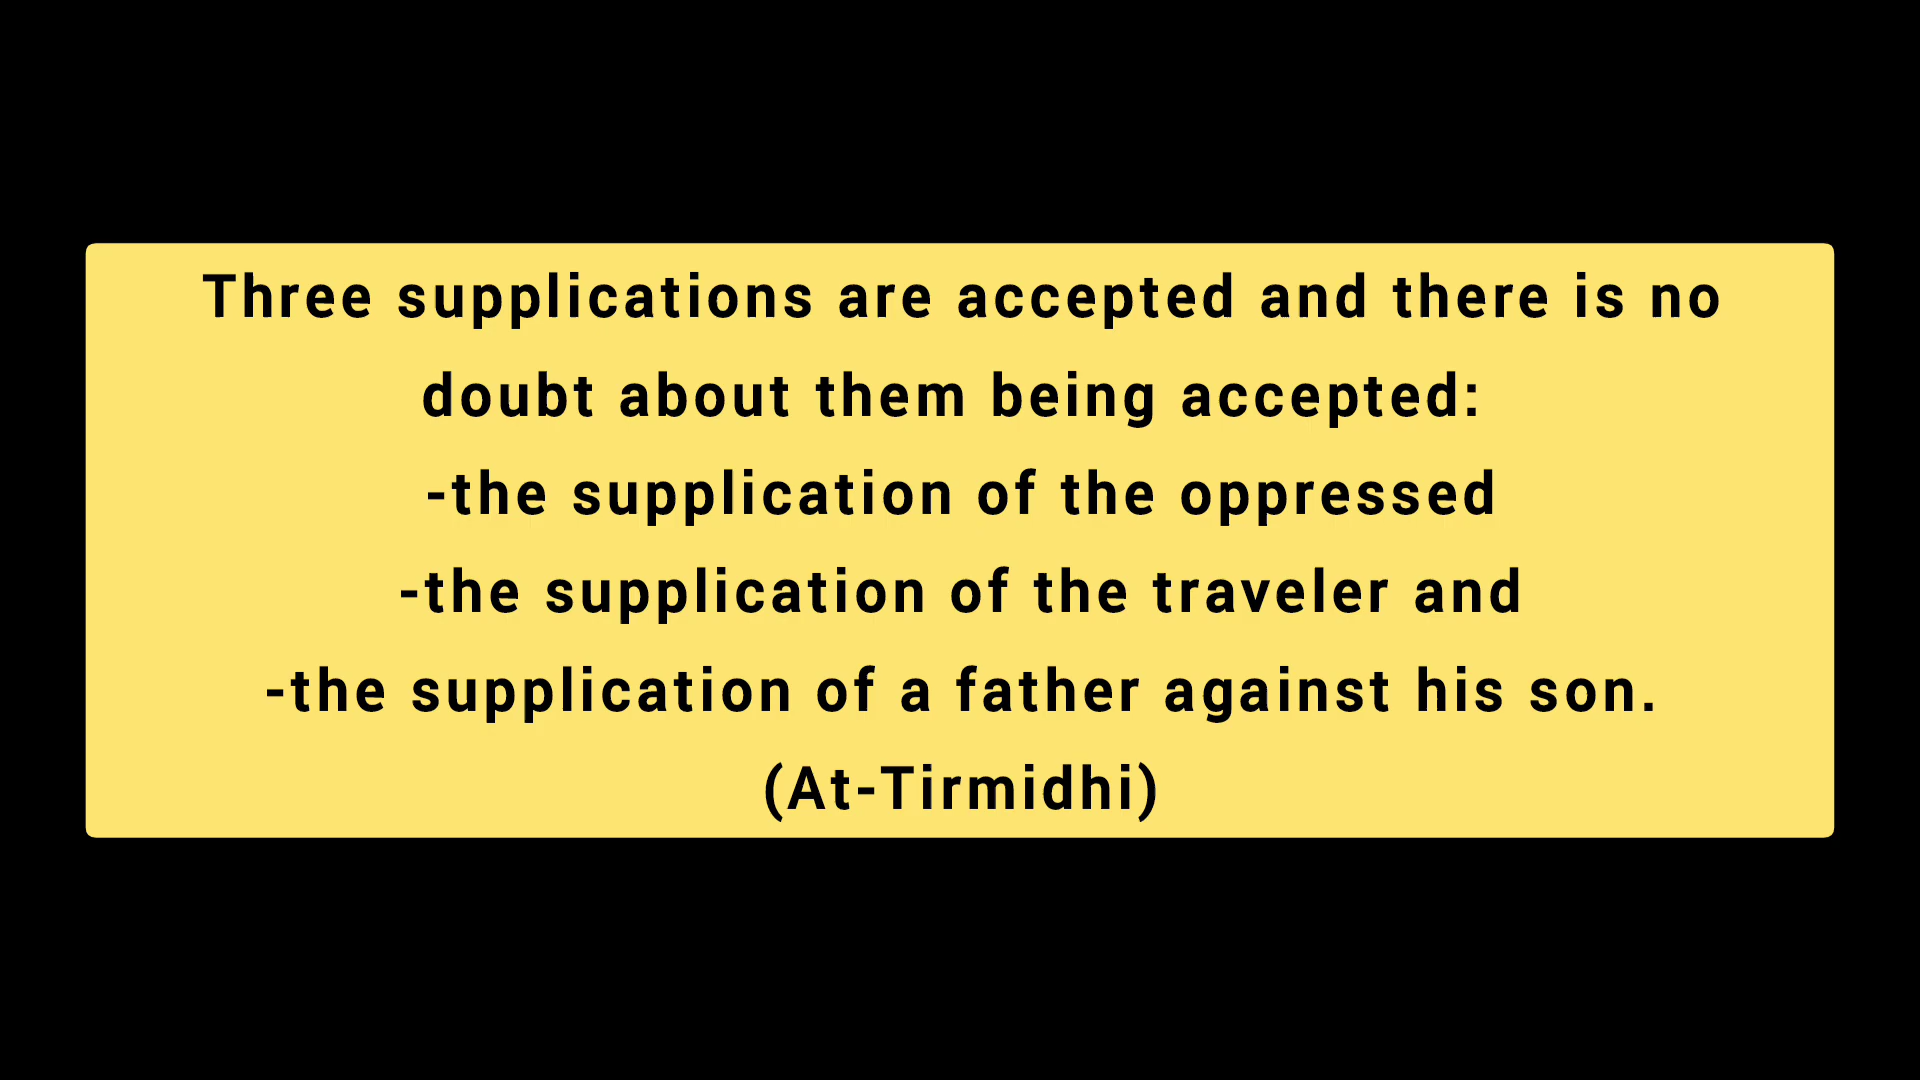 Three supplications are accepted and there is no
doubt about them being accepted:
-the supplication of the oppressed
-the supplication of the traveler and
-the supplication of a father against his son.
(At-Tirmidhi)